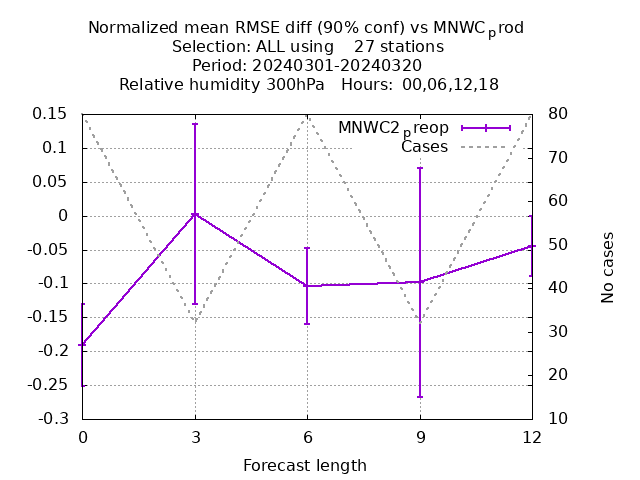 Normalized mean RMSE diff (90% conf) vs MNWCprod
Selection: ALL using 27 stations
Period: 20240301-20240320
Relative humidity 300hPa Hours: 00,06,12,18
MNWC2preop
Cases
0.15
0.1
0.05
0
-0.05
-0.1
-0.15
-0.2
-0.25
-0.3
80
70
60
50
40
30
20
10
No cases
0 3 6 9 12
Forecast length